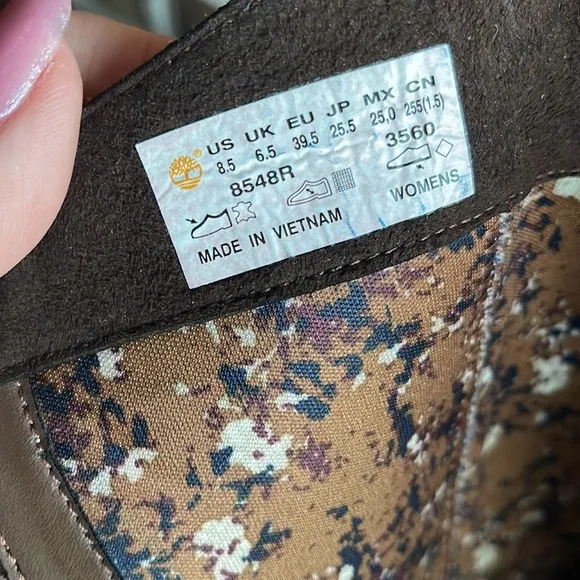 US UK EU JP MX CN
8.5 6.5 39.5 25.5 25,0 255(1.5)
8548R 3560
WOMENS
MADE IN VIETNAM